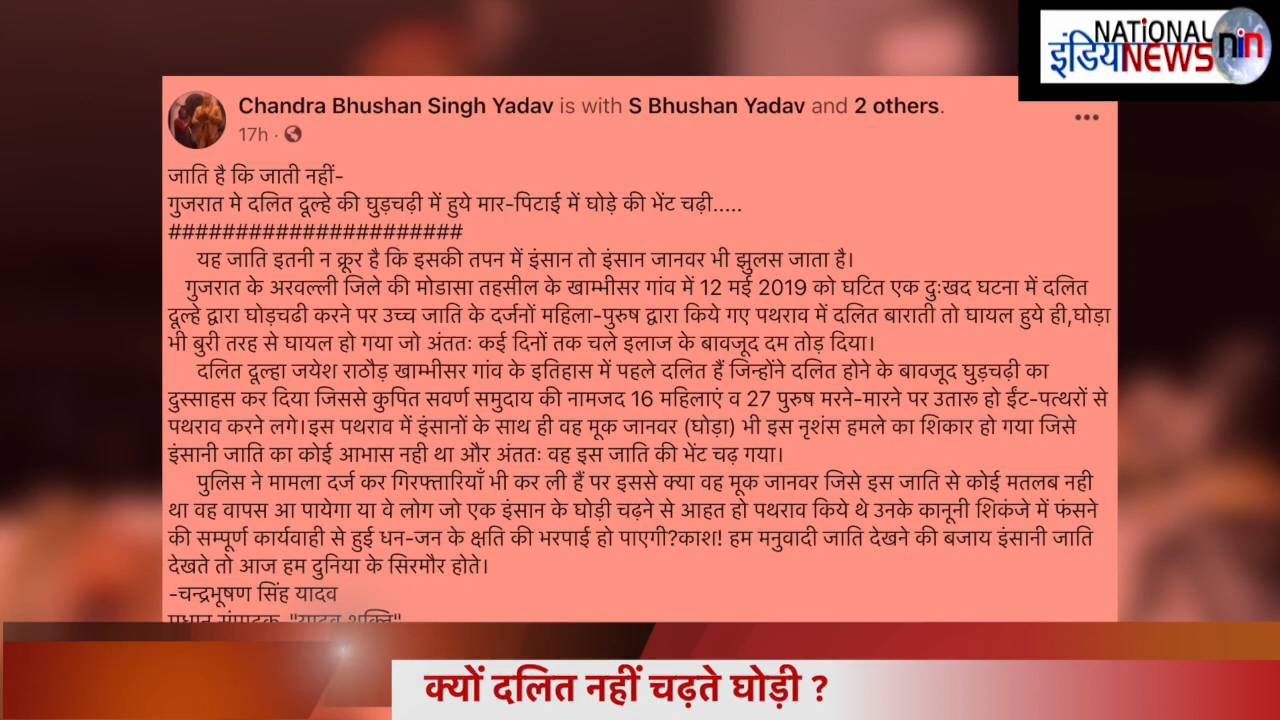 NATIONAL
इंडियाNEWS nin
Chandra Bhushan Singh Yadav is with S Bhushan Yadav and 2 others.
17h ·
जाति है कि जाती नहीं-
गुजरात मे दलित दूल्हे की घुड़चढ़ी में हुये मार-पिटाई में घोड़े की भेंट चढ़ी.....
######################
यह जाति इतनी न क्रूर है कि इसकी तपन में इंसान तो इंसान जानवर भी झुलस जाता है।
गुजरात के अरवल्ली जिले की मोडासा तहसील के खाम्भीसर गांव में 12 मई 2019 को घटित एक दुःखद घटना में दलित
दूल्हे द्वारा घोड़चढी करने पर उच्च जाति के दर्जनों महिला-पुरुष द्वारा किये गए पथराव में दलित बाराती तो घायल हुये ही,घोड़ा
भी बुरी तरह से घायल हो गया जो अंततः कई दिनों तक चले इलाज के बावजूद दम तोड़ दिया।
दलित दूल्हा जयेश राठौड़ खाम्भीसर गांव के इतिहास में पहले दलित हैं जिन्होंने दलित होने के बावजूद घुड़चढ़ी का
दुस्साहस कर दिया जिससे कुपित सवर्ण समुदाय की नामजद 16 महिलाएं व 27 पुरुष मरने-मारने पर उतारू हो ईंट-पत्थरों से
पथराव करने लगे।इस पथराव में इंसानों के साथ ही वह मूक जानवर (घोड़ा) भी इस नृशंस हमले का शिकार हो गया जिसे
इंसानी जाति का कोई आभास नही था और अंततः वह इस जाति की भेंट चढ़ गया।
पुलिस ने मामला दर्ज कर गिरफ्तारियाँ भी कर ली हैं पर इससे क्या वह मूक जानवर जिसे इस जाति से कोई मतलब नही
था वह वापस आ पायेगा या वे लोग जो एक इंसान के घोड़ी चढ़ने से आहत हो पथराव किये थे उनके कानूनी शिकंजे में फंसने
की सम्पूर्ण कार्यवाही से हुई धन-जन के क्षति की भरपाई हो पाएगी?काश! हम मनुवादी जाति देखने की बजाय इंसानी जाति
देखते तो आज हम दुनिया के सिरमौर होते।
-चन्द्रभूषण सिंह यादव
प्रधान संपादक-"यादव शक्ति"
क्यों दलित नहीं चढ़ते घोड़ी ?